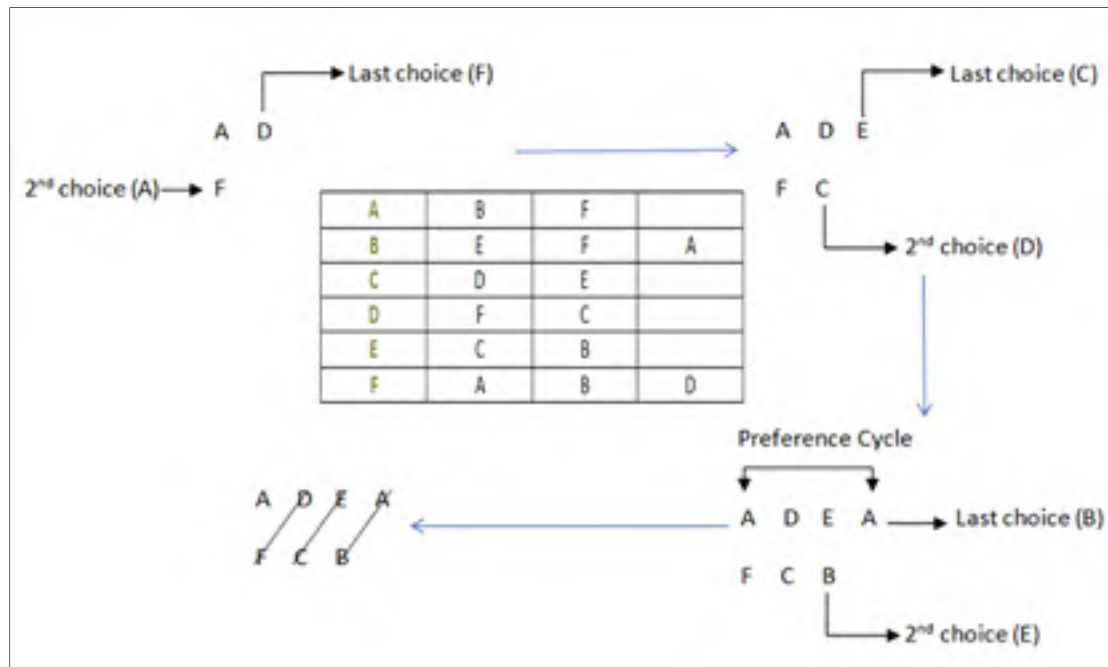 Last choice (F)
A D
2nd choice (A) F
Last choice (C)
A D E
F C
2nd choice (D)
A B F
B E F A
C D E
D F C
E C B
F A B D
Preference Cycle
A D E A
Last choice (B)
F C B
2nd choice (E)
A D E A
F C B